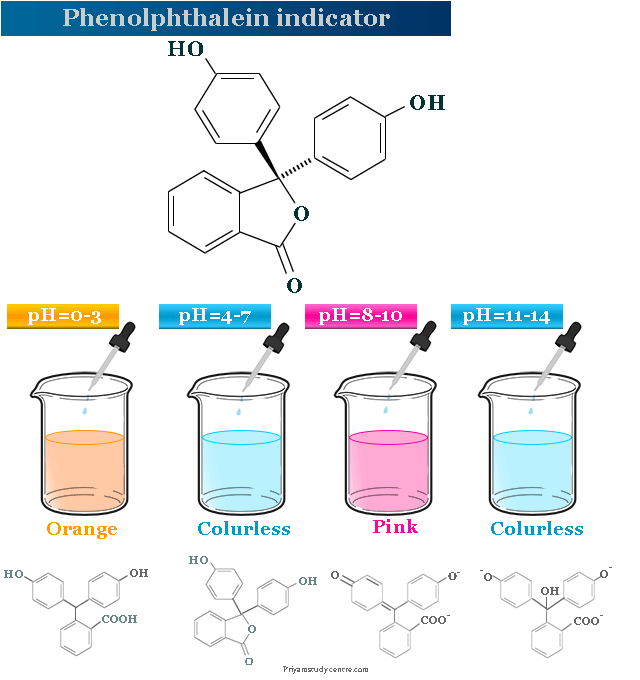 Phenolphthalein indicator
HO
OH
O
O
pH=0-3 pH=4-7 pH=8-10 pH=11-14
Orange Colurless Pink Colurless
HO OH COOH
HO OH O O
O O⁻ COO⁻
⁻O O⁻ OH COO⁻
Priyamstudycentre.com